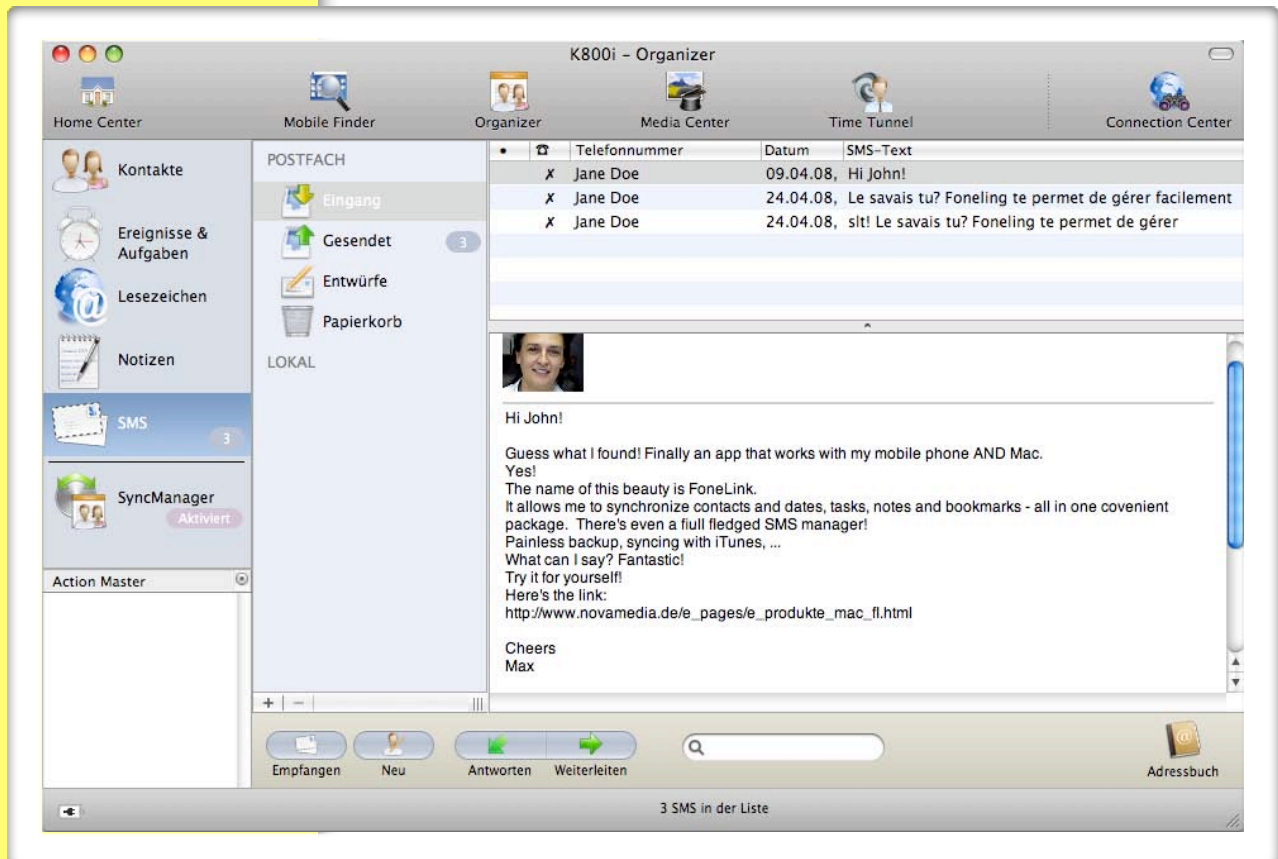 K800i – Organizer
Home Center
Mobile Finder
Organizer
Media Center
Time Tunnel
Connection Center
Kontakte
Ereignisse &
Aufgaben
Lesezeichen
Notizen
SMS
3
SyncManager
Aktiviert
Action Master
POSTFACH
Eingang
Gesendet 3
Entwürfe
Papierkorb
LOKAL
Telefonnummer Datum SMS-Text
✗ Jane Doe 09.04.08, Hi John!
✗ Jane Doe 24.04.08, Le savais tu? Foneling te permet de gérer facilement
✗ Jane Doe 24.04.08, slt! Le savais tu? Foneling te permet de gérer
Hi John!
Guess what I found! Finally an app that works with my mobile phone AND Mac.
Yes!
The name of this beauty is FoneLink.
It allows me to synchronize contacts and dates, tasks, notes and bookmarks - all in one covenient
package. There's even a fiull fledged SMS manager!
Painless backup, syncing with iTunes, ...
What can I say? Fantastic!
Try it for yourself!
Here's the link:
http://www.novamedia.de/e_pages/e_produkte_mac_fl.html
Cheers
Max
Empfangen Neu Antworten Weiterleiten Adressbuch
3 SMS in der Liste